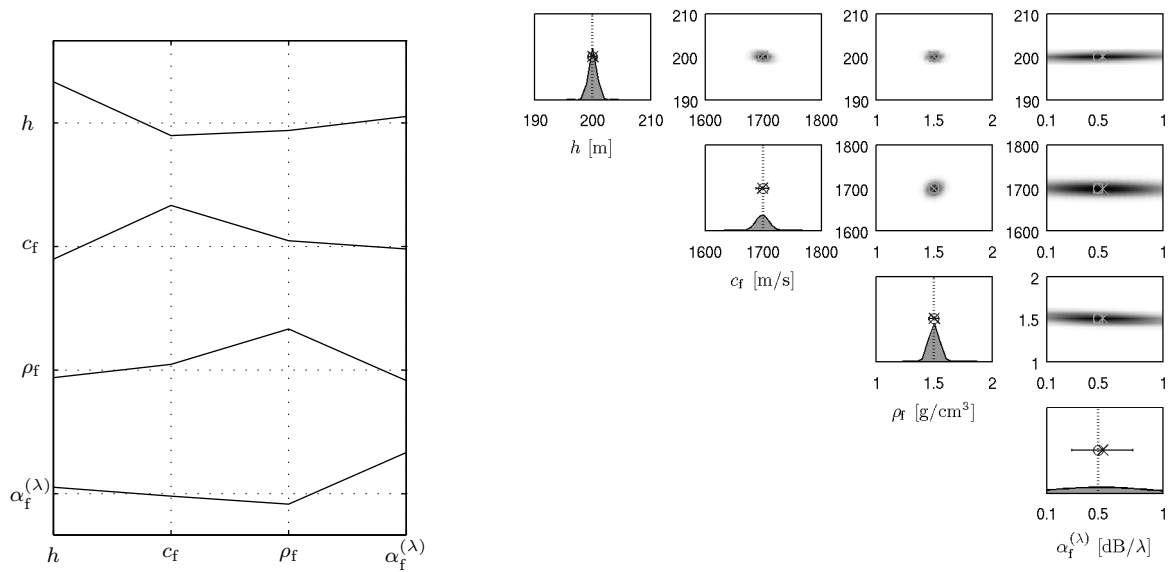 h
c_f
ρ_f
α_f^(λ)
h c_f ρ_f α_f^(λ)
210 210 210 210
200 200 200
190 190 190
190 200 210 1600 1700 1800 1 1.5 2 0.1 0.5 1
h [m]
1800 1800
1700 1700
1600 1600
1600 1700 1800 1 1.5 2 0.1 0.5 1
c_f [m/s]
2
1.5
1
1 1.5 2 0.1 0.5 1
ρ_f [g/cm³]
0.1 0.5 1
α_f^(λ) [dB/λ]